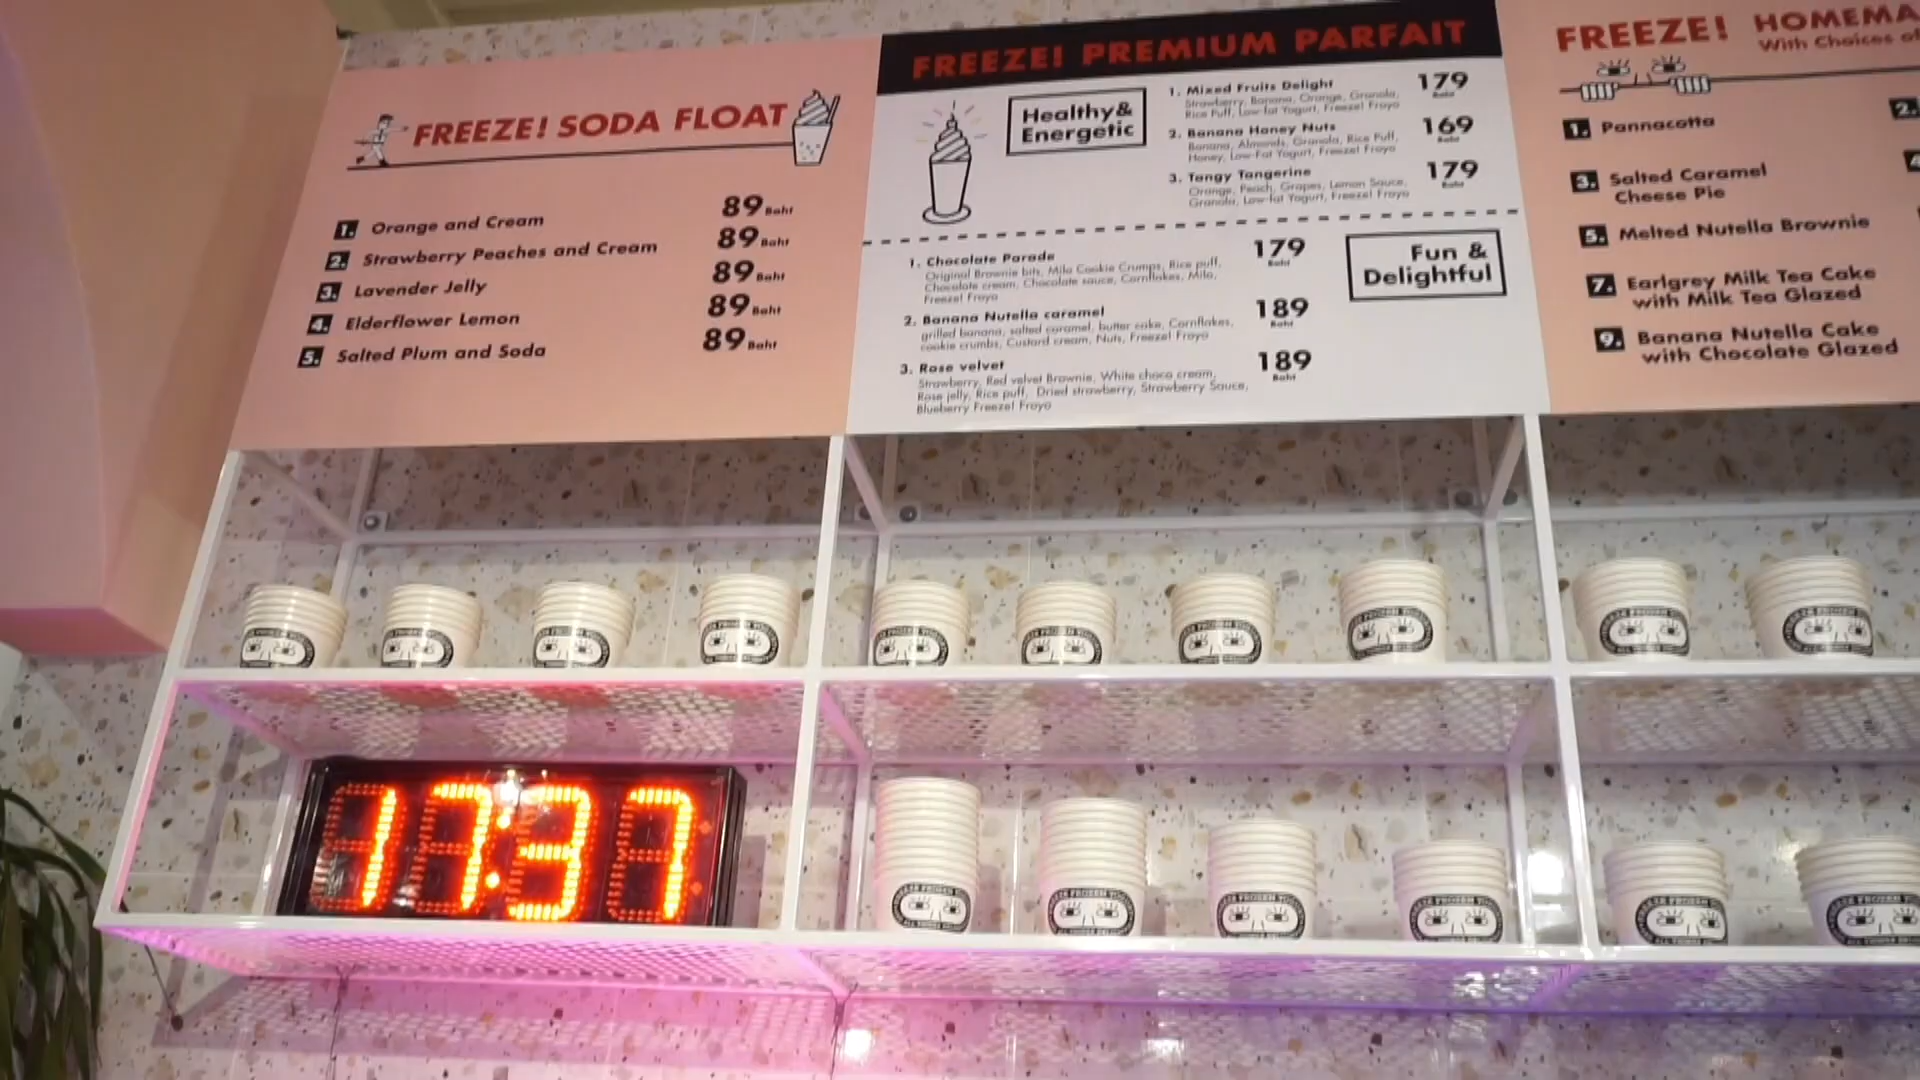 FREEZE! SODA FLOAT
1. Orange and Cream 89 Baht
2. Strawberry Peaches and Cream 89 Baht
3. Lavender Jelly 89 Baht
4. Elderflower Lemon 89 Baht
5. Salted Plum and Soda 89 Baht
FREEZE! PREMIUM PARFAIT
Healthy&
Energetic
1. Mixed Fruits Delight 179 Baht
Strawberry, Banana, Orange, Granola,
Rice Puff, Low-fat Yogurt, Freeze! Froyo
2. Banana Honey Nuts 169 Baht
Banana, Almonds, Granola, Rice Puff,
Honey, Low-Fat Yogurt, Freeze! Froyo
3. Tangy Tangerine 179 Baht
Orange, Peach, Grapes, Lemon Sauce,
Granola, Low-fat Yogurt, Freeze! Froyo
Fun &
Delightful
1. Chocolate Parade 179 Baht
Original Brownie bits, Milo Cookie Crumps, Rice puff,
Chocolate cream, Chocolate sauce, Cornflakes, Milo,
Freeze! Froyo
2. Banana Nutella caramel 189 Baht
grilled banana, salted caramel, butter cake, Cornflakes,
cookie crumbs, Custard cream, Nuts, Freeze! Froyo
3. Rose velvet 189 Baht
Strawberry, Red velvet Brownie, White choco cream,
Rose jelly, Rice puff, Dried strawberry, Strawberry Sauce,
Blueberry Freeze! Froyo
FREEZE! HOMEMA
With Choices of
1. Pannacotta
2.
3. Salted Caramel
Cheese Pie
5. Melted Nutella Brownie
7. Earlgrey Milk Tea Cake
with Milk Tea Glazed
9. Banana Nutella Cake
with Chocolate Glazed
17:37